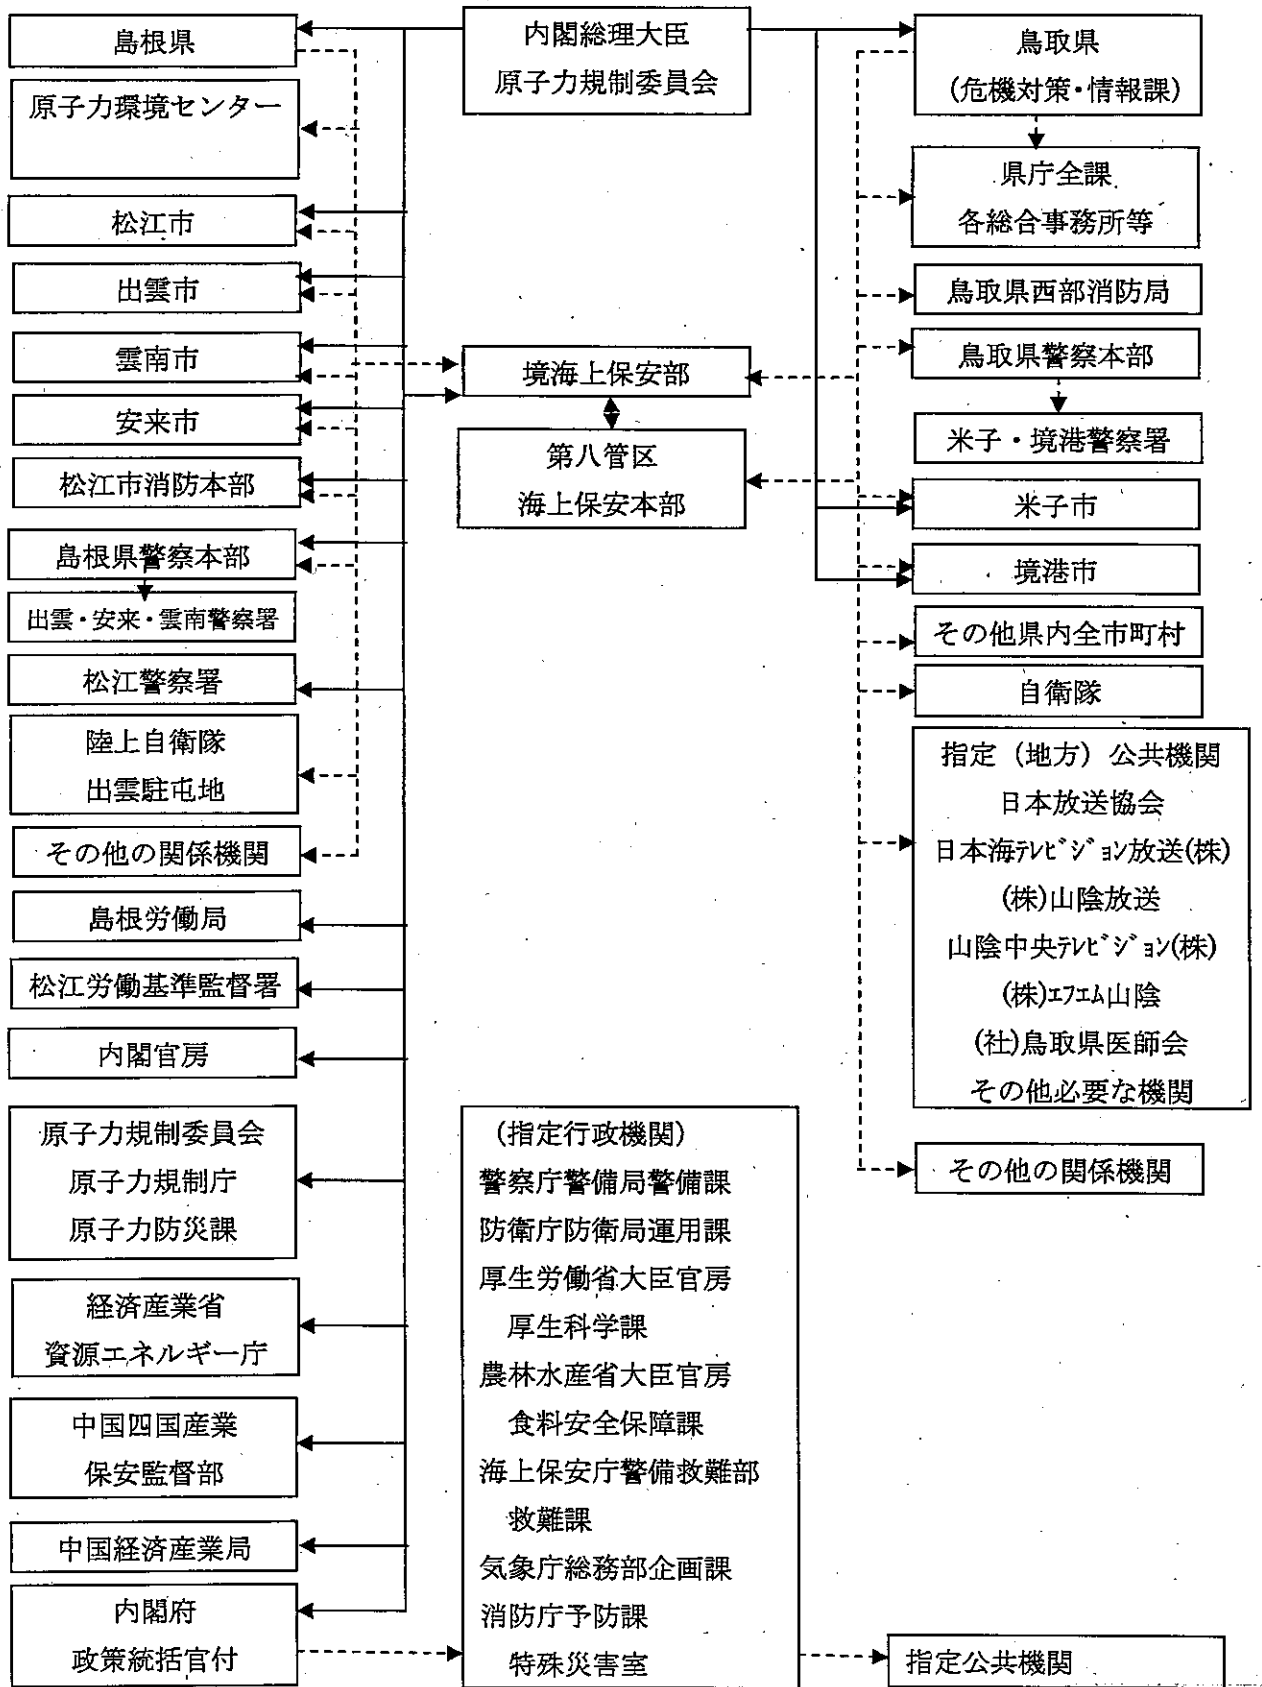 島根県
原子力環境センター
松江市
出雲市
雲南市
安来市
松江市消防本部
島根県警察本部
出雲・安来・雲南警察署
松江警察署
陸上自衛隊
出雲駐屯地
その他の関係機関
島根労働局
松江労働基準監督署
内閣官房
原子力規制委員会
原子力規制庁
原子力防災課
経済産業省
資源エネルギー庁
中国四国産業
保安監督部
中国経済産業局
内閣府
政策統括官付
内閣総理大臣
原子力規制委員会
境海上保安部
第八管区
海上保安本部
(指定行政機関)
警察庁警備局警備課
防衛庁防衛局運用課
厚生労働省大臣官房
厚生科学課
農林水産省大臣官房
食料安全保障課
海上保安庁警備救難部
救難課
気象庁総務部企画課
消防庁予防課
特殊災害室
鳥取県
(危機対策・情報課)
県庁全課
各総合事務所等
鳥取県西部消防局
鳥取県警察本部
米子・境港警察署
米子市
境港市
その他県内全市町村
自衛隊
指定（地方）公共機関
日本放送協会
日本海ﾃﾚﾋﾞｼﾞｮﾝ放送(株)
(株)山陰放送
山陰中央ﾃﾚﾋﾞｼﾞｮﾝ(株)
(株)ｴﾌｴﾑ山陰
(社)鳥取県医師会
その他必要な機関
その他の関係機関
指定公共機関